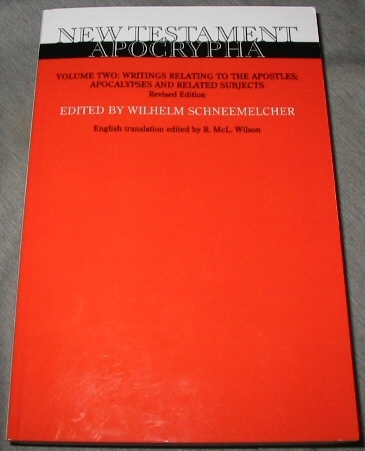 NEW TESTAMENT
APOCRYPHA
VOLUME TWO: WRITINGS RELATING TO THE APOSTLES;
APOCALYPSES AND RELATED SUBJECTS
Revised Edition
EDITED BY WILHELM SCHNEEMELCHER
English translation edited by R. McL. Wilson